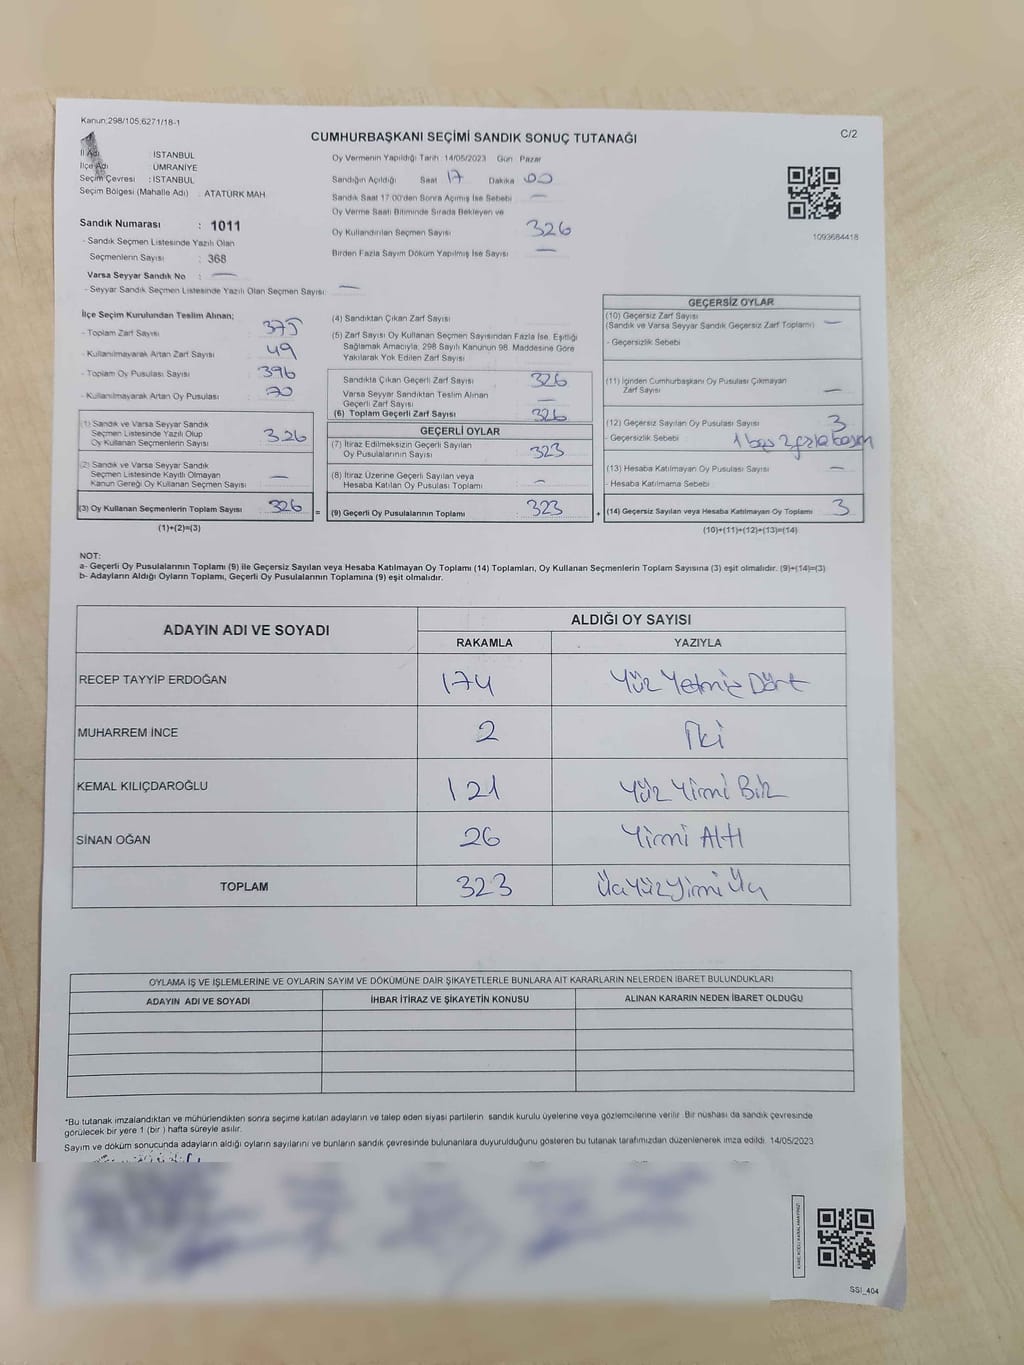 Kanun;298/105;6271/18-1
CUMHURBAŞKANI SEÇİMİ SANDIK SONUÇ TUTANAĞI
C/2
İl Adı : İSTANBUL
İlçe Adı : ÜMRANİYE
Seçim Çevresi : İSTANBUL
Seçim Bölgesi (Mahalle Adı) : ATATÜRK MAH.
Oy Vermenin Yapıldığı Tarih 14/05/2023 Gün Pazar
Sandığın Açıldığı Saat 17 Dakika 00
Sandık Saat 17:00'den Sonra Açılmış İse Sebebi —
Oy Verme Saati Bitiminde Sırada Bekleyen ve
Oy Kullandırılan Seçmen Sayısı 326
Birden Fazla Sayım Döküm Yapılmış İse Sayısı —
1093684418
Sandık Numarası : 1011
- Sandık Seçmen Listesinde Yazılı Olan
Seçmenlerin Sayısı : 368
Varsa Seyyar Sandık No : —
- Seyyar Sandık Seçmen Listesinde Yazılı Olan Seçmen Sayısı: —
İlçe Seçim Kurulundan Teslim Alınan;
- Toplam Zarf Sayısı 375
- Kullanılmayarak Artan Zarf Sayısı 49
- Toplam Oy Pusulası Sayısı 396
- Kullanılmayarak Artan Oy Pusulası 70
(1) Sandık ve Varsa Seyyar Sandık
Seçmen Listesinde Yazılı Olup
Oy Kullanan Seçmenlerin Sayısı 326
(2) Sandık ve Varsa Seyyar Sandık
Seçmen Listesinde Kayıtlı Olmayan
Kanun Gereği Oy Kullanan Seçmen Sayısı —
(3) Oy Kullanan Seçmenlerin Toplam Sayısı 326
(1)+(2)=(3)
(4) Sandıktan Çıkan Zarf Sayısı
(5) Zarf Sayısı Oy Kullanan Seçmen Sayısından Fazla İse, Eşitliği
Sağlamak Amacıyla, 298 Sayılı Kanunun 98. Maddesine Göre
Yakılarak Yok Edilen Zarf Sayısı
Sandıkta Çıkan Geçerli Zarf Sayısı 326
Varsa Seyyar Sandıktan Teslim Alınan
Geçerli Zarf Sayısı —
(6) Toplam Geçerli Zarf Sayısı 326
GEÇERLİ OYLAR
(7) İtiraz Edilmeksizin Geçerli Sayılan
Oy Pusulalarının Sayısı 323
(8) İtiraz Üzerine Geçerli Sayılan veya
Hesaba Katılan Oy Pusulası Toplamı —
= (9) Geçerli Oy Pusulalarının Toplamı 323
GEÇERSİZ OYLAR
(10) Geçersiz Zarf Sayısı
(Sandık ve Varsa Seyyar Sandık Geçersiz Zarf Toplamı) —
- Geçersizlik Sebebi
(11) İçinden Cumhurbaşkanı Oy Pusulası Çıkmayan
Zarf Sayısı —
(12) Geçersiz Sayılan Oy Pusulası Sayısı 3
- Geçersizlik Sebebi 1 boş 2 fazla basım
(13) Hesaba Katılmayan Oy Pusulası Sayısı —
- Hesaba Katılmama Sebebi
+ (14) Geçersiz Sayılan veya Hesaba Katılmayan Oy Toplamı 3
(10)+(11)+(12)+(13)=(14)
NOT:
a- Geçerli Oy Pusulalarının Toplamı (9) ile Geçersiz Sayılan veya Hesaba Katılmayan Oy Toplamı (14) Toplamları, Oy Kullanan Seçmenlerin Toplam Sayısına (3) eşit olmalıdır. (9)+(14)=(3)
b- Adayların Aldığı Oyların Toplamı, Geçerli Oy Pusulalarının Toplamına (9) eşit olmalıdır.
ADAYIN ADI VE SOYADI ALDIĞI OY SAYISI
RAKAMLA YAZIYLA
RECEP TAYYİP ERDOĞAN 174 Yüz Yetmiş Dört
MUHARREM İNCE 2 İki
KEMAL KILIÇDAROĞLU 121 Yüz Yirmi Bir
SİNAN OĞAN 26 Yirmi Altı
TOPLAM 323 Üç Yüz Yirmi Üç
OYLAMA İŞ VE İŞLEMLERİNE VE OYLARIN SAYIM VE DÖKÜMÜNE DAİR ŞİKAYETLERLE BUNLARA AİT KARARLARIN NELERDEN İBARET BULUNDUKLARI
ADAYIN ADI VE SOYADI İHBAR İTİRAZ VE ŞİKAYETİN KONUSU ALINAN KARARIN NEDEN İBARET OLDUĞU
*Bu tutanak imzalandıktan ve mühürlendikten sonra seçime katılan adayların ve talep eden siyasi partilerin sandık kurulu üyelerine veya gözlemcilerine verilir. Bir nüshası da sandık çevresinde
görülecek bir yere 1 (bir ) hafta süreyle asılır.
Sayım ve döküm sonucunda adayların aldığı oyların sayılarını ve bunların sandık çevresinde bulunanlara duyurulduğunu gösteren bu tutanak tarafımızdan düzenlenerek imza edildi. 14/05/2023
SSI_404